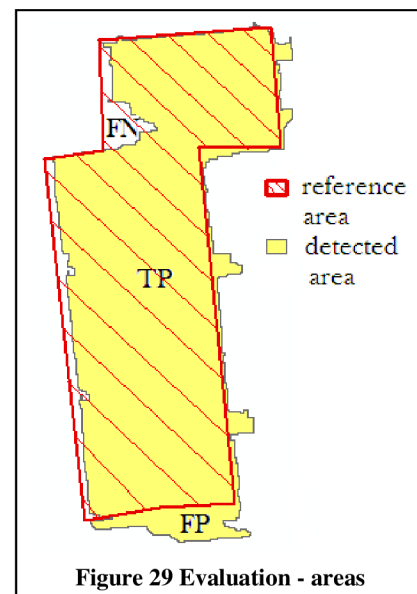 FN
reference
area
detected
area
TP
FP
Figure 29 Evaluation - areas